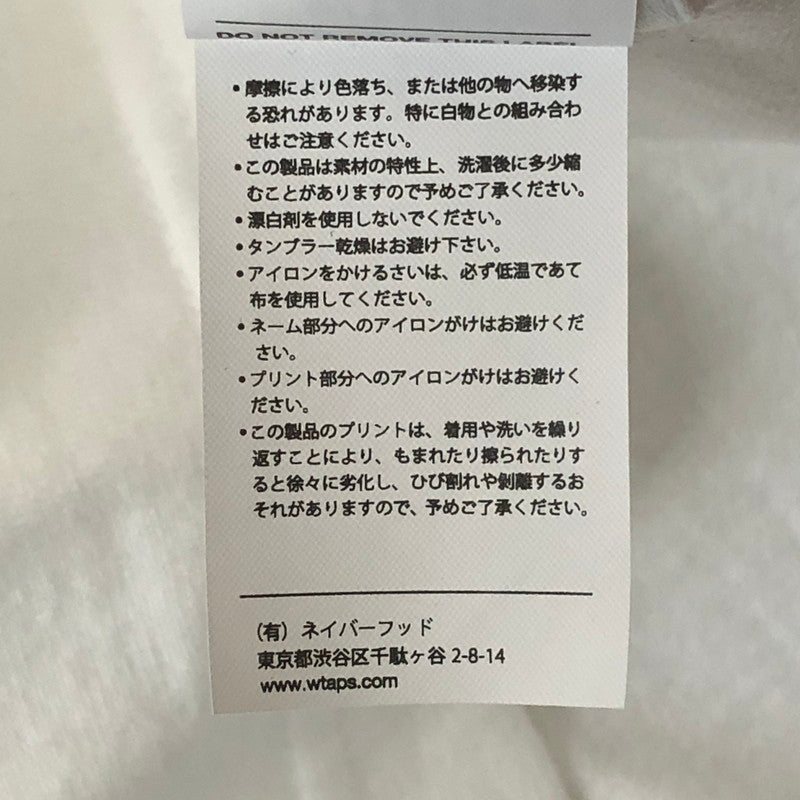 DO NOT REMOVE THIS LABEL
• 摩擦により色落ち、または他の物へ移染す
る恐れがあります。特に白物との組み合わ
せはご注意ください。
• この製品は素材の特性上、洗濯後に多少縮
むことがありますので予めご了承ください。
• 漂白剤を使用しないでください。
• タンブラー乾燥はお避け下さい。
• アイロンをかけるさいは、必ず低温であて
布を使用してください。
• ネーム部分へのアイロンがけはお避けくだ
さい。
• プリント部分へのアイロンがけはお避けく
ださい。
• この製品のプリントは、着用や洗いを繰り
返すことにより、もまれたり擦られたりす
ると徐々に劣化し、ひび割れや剝離するお
それがありますので、予めご了承ください。
(有) ネイバーフッド
東京都渋谷区千駄ヶ谷 2-8-14
www.wtaps.com